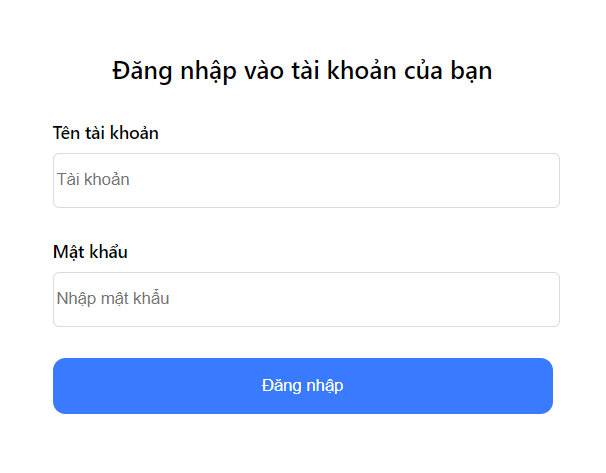 Đăng nhập vào tài khoản của bạn
Tên tài khoản
Tài khoản
Mật khẩu
Nhập mật khẩu
Đăng nhập